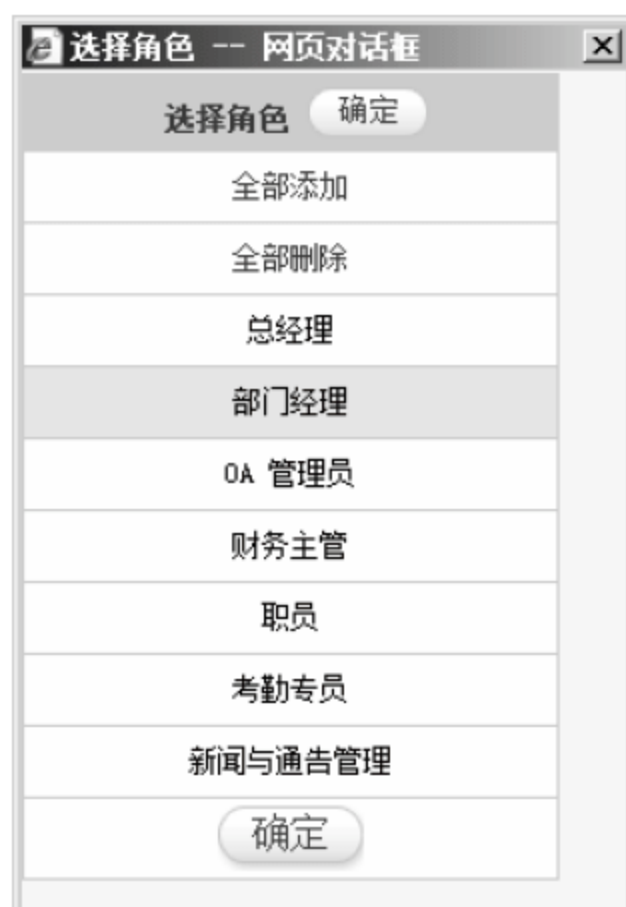 选择角色 -- 网页对话框
选择角色 确定
全部添加
全部删除
总经理
部门经理
OA 管理员
财务主管
职员
考勤专员
新闻与通告管理
确定